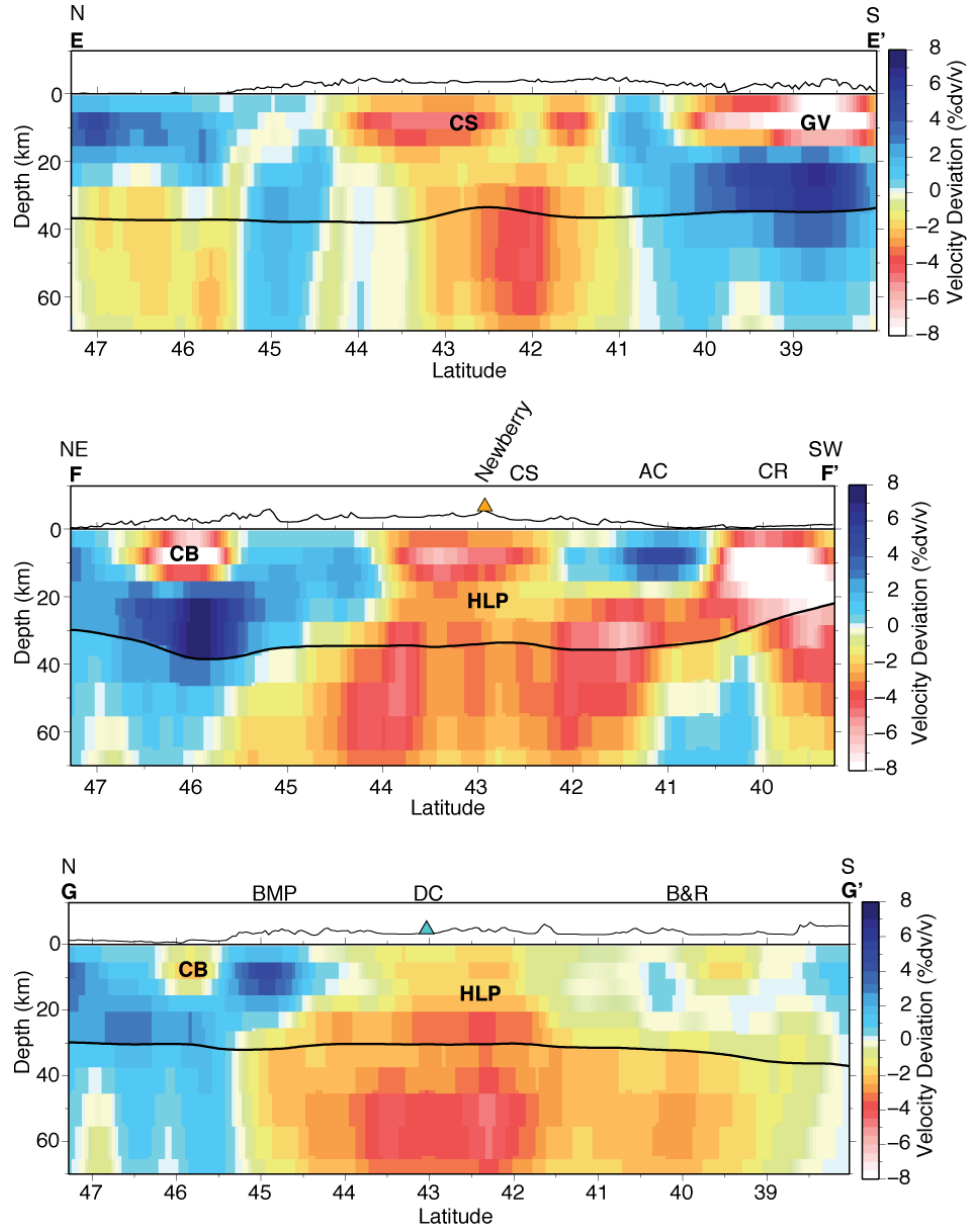 N S
E E'
0
20
40
60
Depth (km)
CS GV
47 46 45 44 43 42 41 40 39
Latitude
8
6
4
2
0
−2
−4
−6
−8
Velocity Deviation (%dv/v)
NE Newberry SW
F CS AC CR F'
0
20
40
60
Depth (km)
CB
HLP
47 46 45 44 43 42 41 40
Latitude
8
6
4
2
0
−2
−4
−6
−8
Velocity Deviation (%dv/v)
N S
G BMP DC B&R G'
0
20
40
60
Depth (km)
CB
HLP
47 46 45 44 43 42 41 40 39
Latitude
8
6
4
2
0
−2
−4
−6
−8
Velocity Deviation (%dv/v)